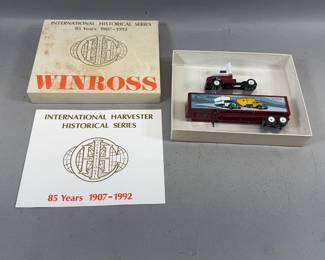 INTERNATIONAL HISTORICAL SERIES
85 Years 1907-1992
WINROSS
INTERNATIONAL HARVESTER
HISTORICAL SERIES
85 Years 1907-1992